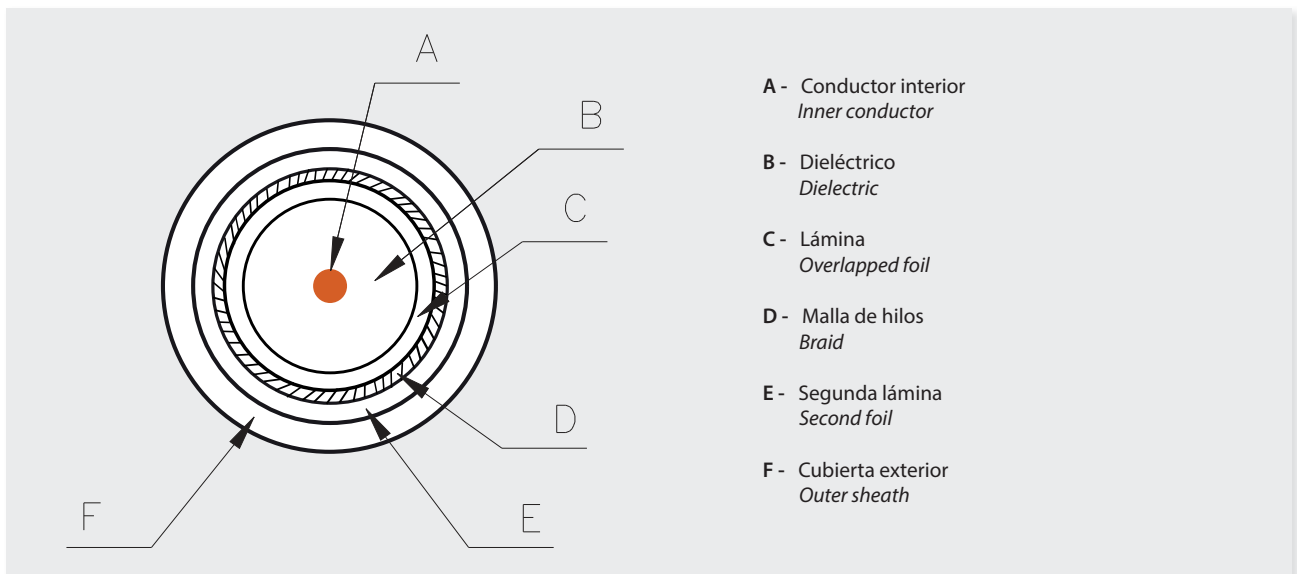 A
B
C
D
E
F
A - Conductor interior
Inner conductor
B - Dieléctrico
Dielectric
C - Lámina
Overlapped foil
D - Malla de hilos
Braid
E - Segunda lámina
Second foil
F - Cubierta exterior
Outer sheath